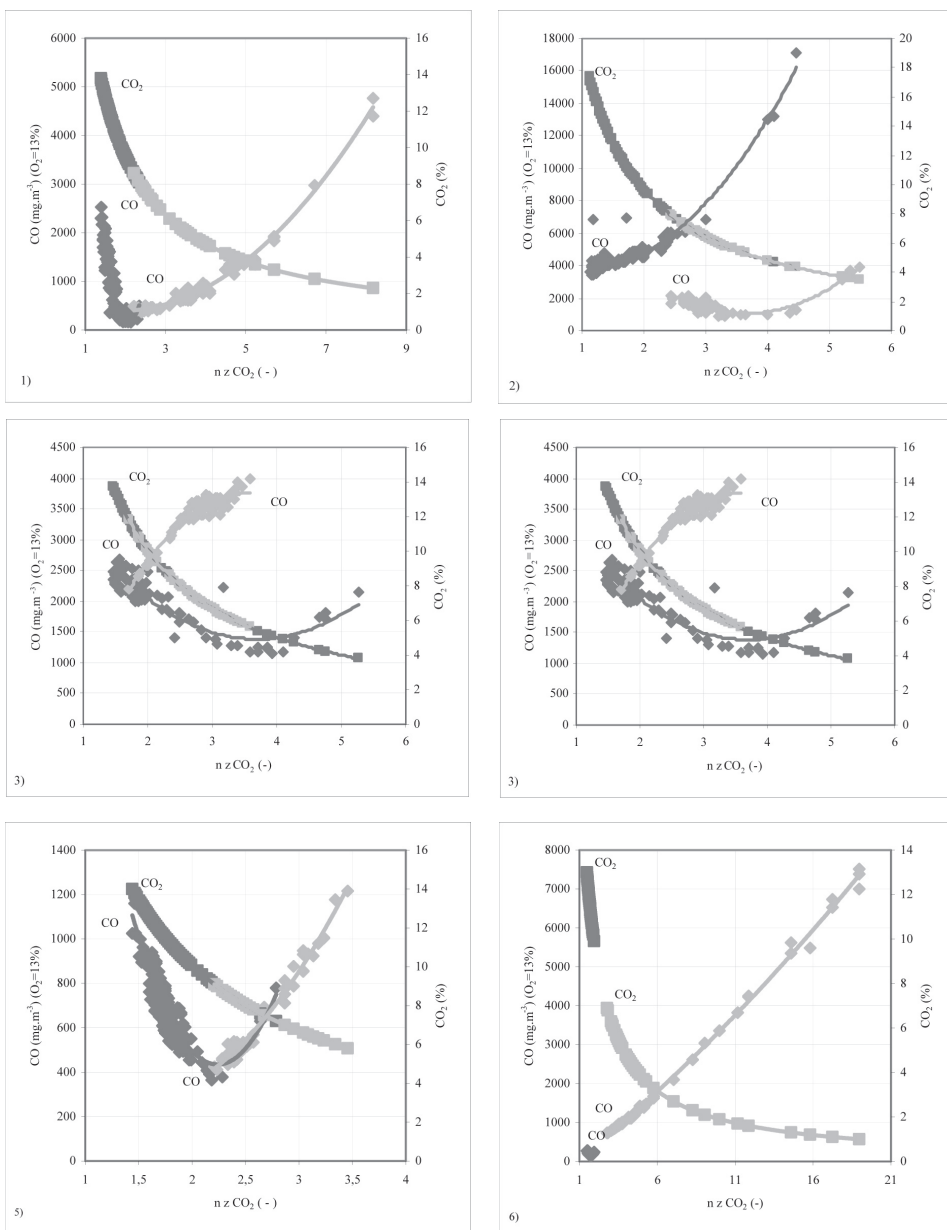 6000
5000
4000
3000
2000
1000
0
16
14
12
10
8
6
4
2
0
1 3 5 7 9
CO (mg.m-3) (O2=13%)
CO2 (%)
CO2
CO
CO
n z CO2 ( - )
1)
18000
16000
14000
12000
10000
8000
6000
4000
2000
0
20
18
16
14
12
10
8
6
4
2
0
1 2 3 4 5 6
CO (mg.m-3) (O2=13%)
CO2 (%)
CO2
CO
CO
n z CO2 ( - )
2)
4500
4000
3500
3000
2500
2000
1500
1000
500
0
16
14
12
10
8
6
4
2
0
1 2 3 4 5 6
CO (mg.m-3) (O2=13%)
CO2 (%)
CO2
CO
CO
n z CO2 (-)
3)
4500
4000
3500
3000
2500
2000
1500
1000
500
0
16
14
12
10
8
6
4
2
0
1 2 3 4 5 6
CO (mg.m-3) (O2=13%)
CO2 (%)
CO2
CO
CO
n z CO2 (-)
3)
1400
1200
1000
800
600
400
200
0
16
14
12
10
8
6
4
2
0
1 1,5 2 2,5 3 3,5 4
CO (mg.m-3) (O2=13%)
CO2 (%)
CO2
CO
CO
n z CO2 ( - )
5)
8000
7000
6000
5000
4000
3000
2000
1000
0
14
12
10
8
6
4
2
0
1 6 11 16 21
CO (mg.m-3) (O2=13%)
CO2 (%)
CO2
CO2
CO
CO
n z CO2 (-)
6)